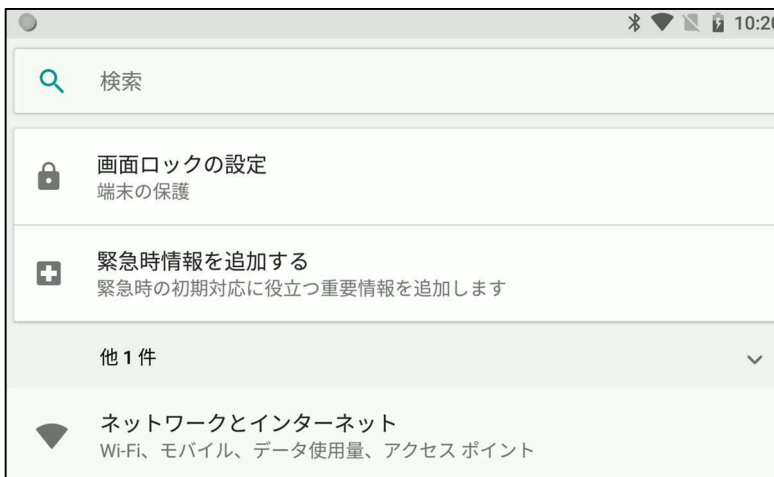 10:20
検索
画面ロックの設定
端末の保護
緊急時情報を追加する
緊急時の初期対応に役立つ重要情報を追加します
他 1 件
ネットワークとインターネット
Wi-Fi、モバイル、データ使用量、アクセス ポイント